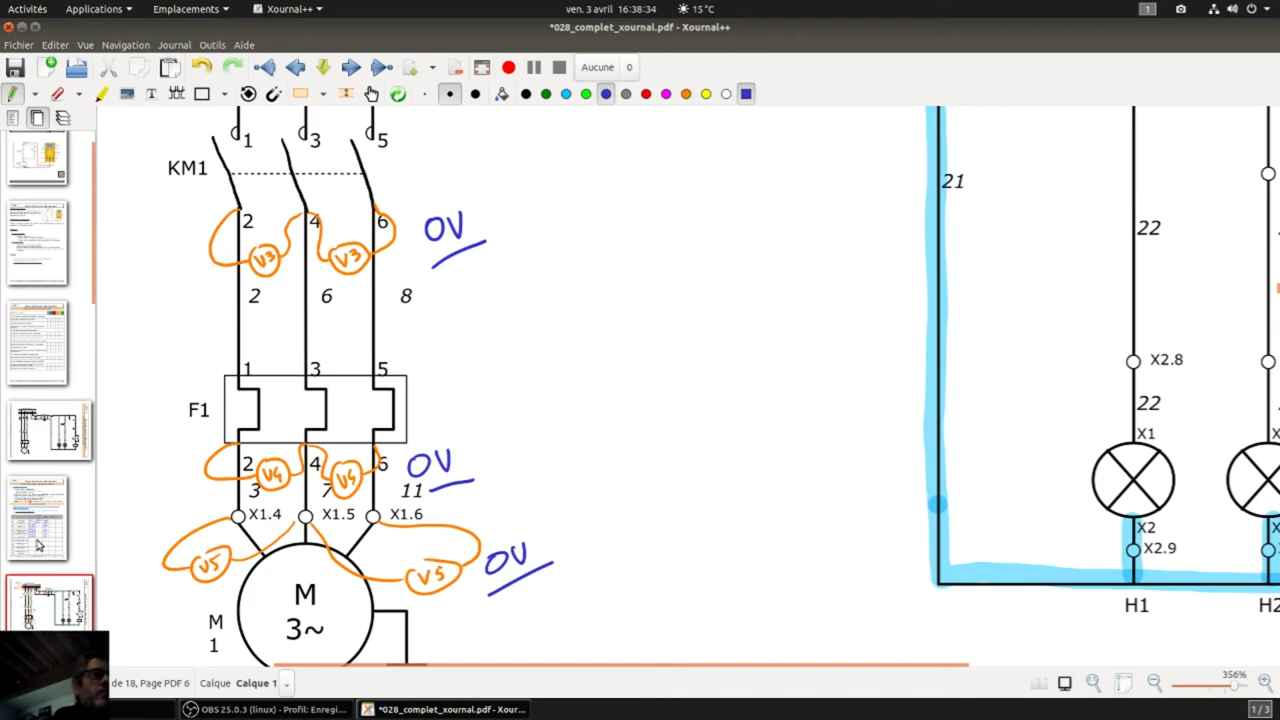 Activités Applications Emplacements Xournal++ ven. 3 avril 16:38:34 15 °C 1
*028_complet_xournal.pdf - Xournal++
Fichier Editer Vue Navigation Journal Outils Aide
Aucune 0
1 3 5
KM1
2 4 6 0V
V3 V3
2 6 8
1 3 5
F1
2 4 6 0V
V4 V4
3 7 11
X1.4 X1.5 X1.6
V5 V5 0V
M
3~
M
1
21
22
X2.8
22
X1
X2
X2.9
H1 H2
de 18, Page PDF 6 Calque Calque 1 356%
OBS 25.0.3 (linux) - Profil: Enregi... *028_complet_xournal.pdf - Xour... 1 / 3